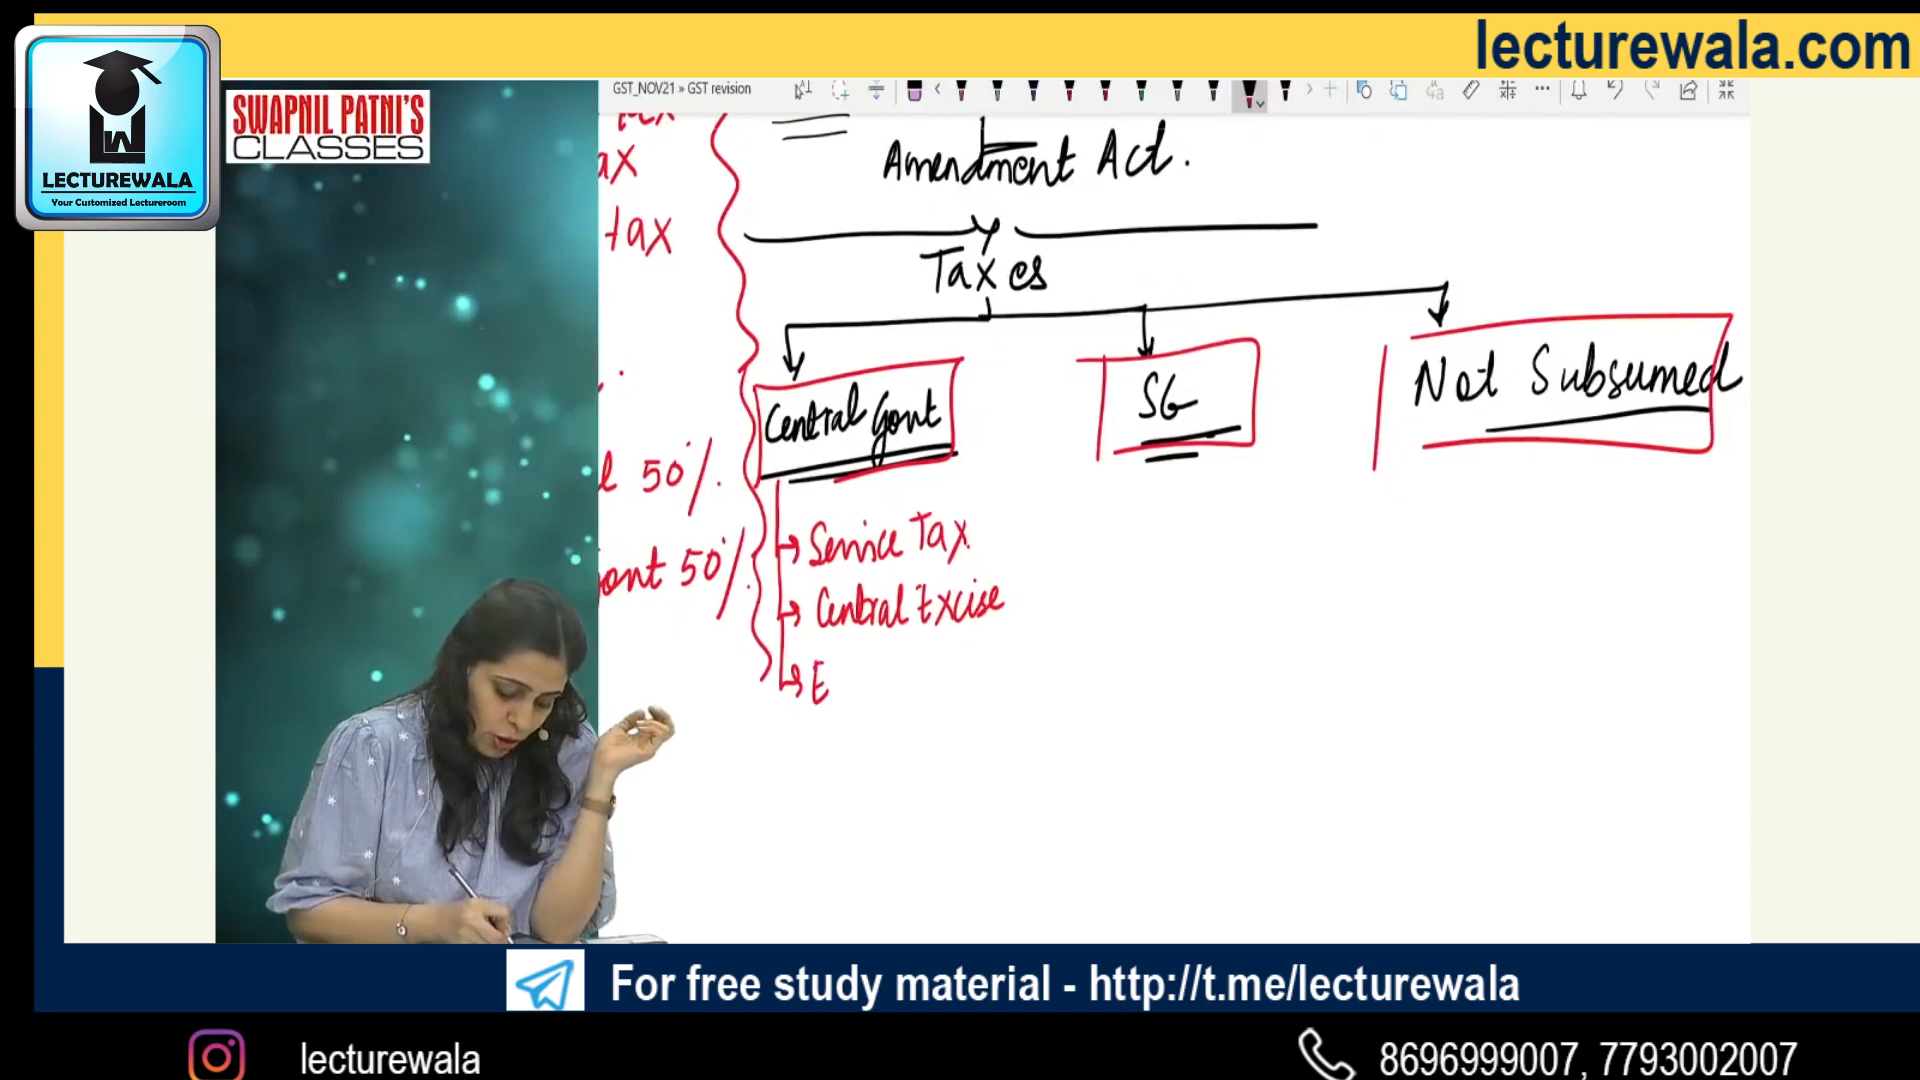 lecturewala.com
LW
LECTUREWALA
Your Customized Lectureroom
SWAPNIL PATNI'S
CLASSES
GST_NOV21 » GST revision
Amendment Act.
ax
tax
Taxes
Central Govt
SG
Not Subsumed
50%.
50%.
→ Service Tax
→ Central Excise
→ E
For free study material - http://t.me/lecturewala
lecturewala
8696999007, 7793002007